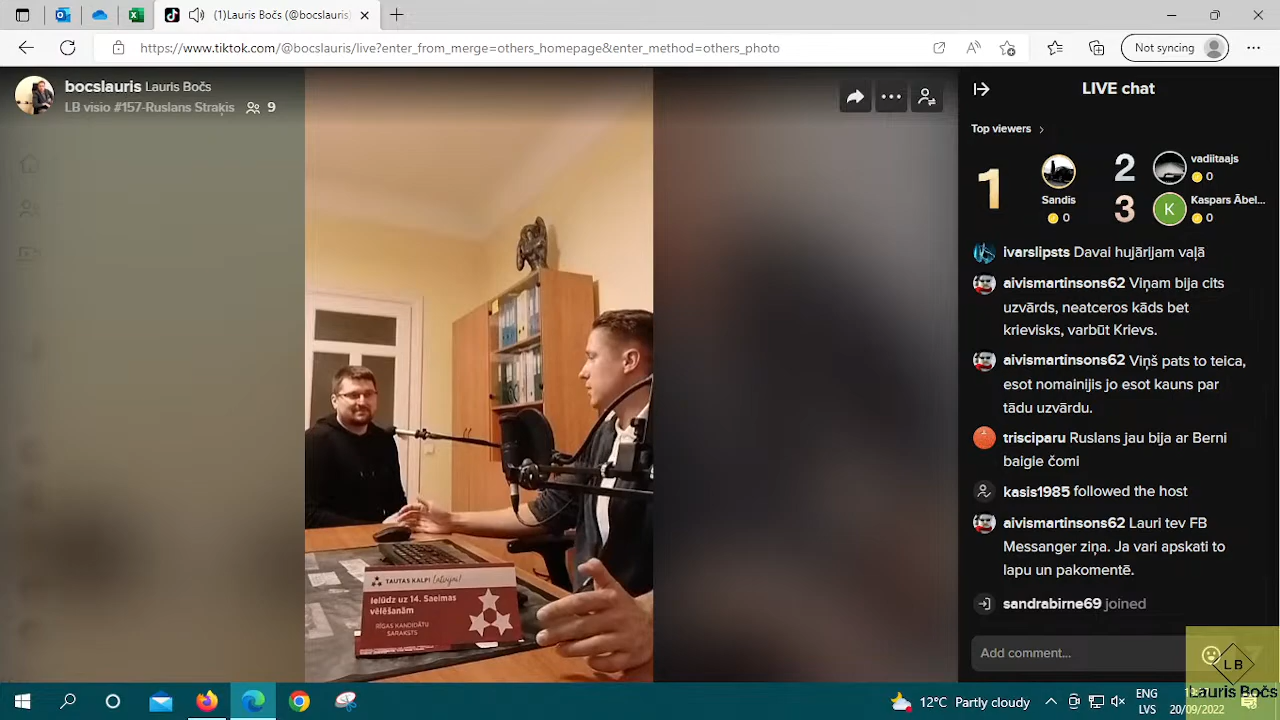 (1)Lauris Bočs (@bocslauris)
https://www.tiktok.com/@bocslauris/live?enter_from_merge=others_homepage&enter_method=others_photo
Not syncing
bocslauris Lauris Bočs
LB visio #157-Ruslans Straķis 9
LIVE chat
Top viewers
1 Sandis 0
2 vadiitaajs 0
3 K Kaspars Ābel... 0
ivarslipsts Davai hujārijam vaļā
aivismartinsons62 Viņam bija cits
uzvārds, neatceros kāds bet
krievisks, varbūt Krievs.
aivismartinsons62 Viņš pats to teica,
esot nomainijis jo esot kauns par
tādu uzvārdu.
trisciparu Ruslns jau bija ar Berni
balgie čomi
kasis1985 followed the host
aivismartinsons62 Lauri tev FB
Messanger ziņa. Ja vari apskati to
lapu un pakomentē.
sandrabirne69 joined
Add comment...
TAUTAS KALPI Latvijai
Ielūdz uz 14. Saeimas
vēlēšanām
RĪGAS KANDIDĀTU
SARAKSTS
LB
Lauris Bočs
12°C Partly cloudy
ENG
LVS
20/09/2022